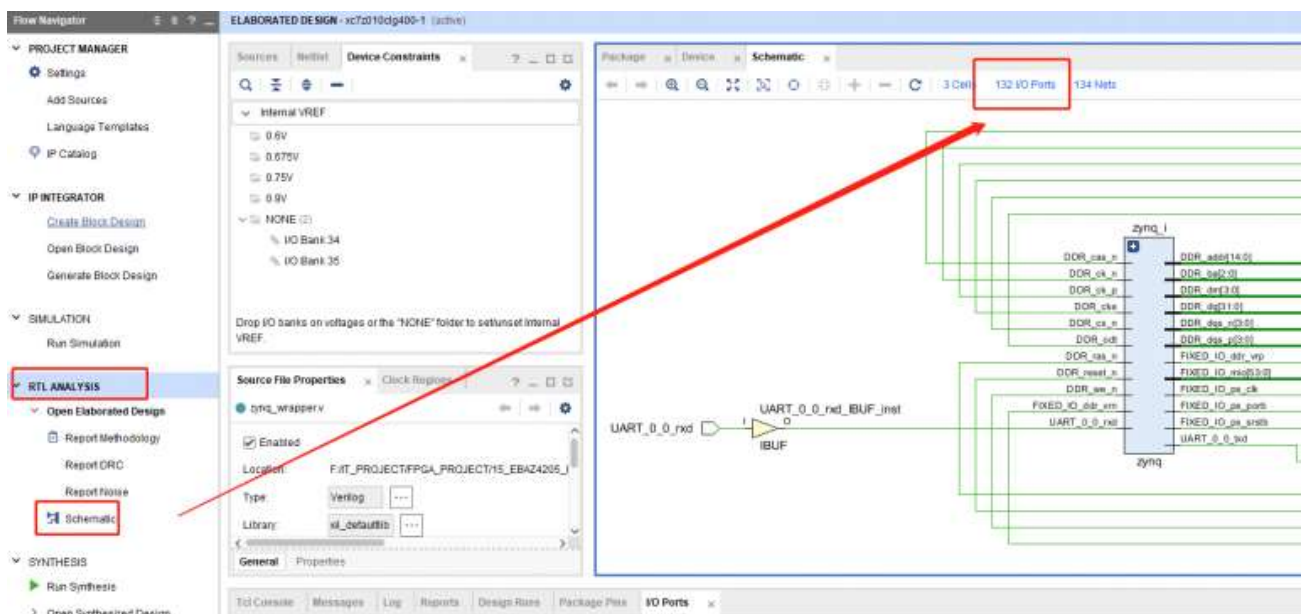 Flow Navigator
ELABORATED DESIGN - xc7z010clg400-1 (active)
PROJECT MANAGER
Settings
Add Sources
Language Templates
IP Catalog
IP INTEGRATOR
Create Block Design
Open Block Design
Generate Block Design
SIMULATION
Run Simulation
RTL ANALYSIS
Open Elaborated Design
Report Methodology
Report DRC
Report Noise
Schematic
SYNTHESIS
Run Synthesis
Open Synthesized Design
Sources Netlist Device Constraints
Internal VREF
0.6V
0.675V
0.75V
0.9V
NONE (2)
I/O Bank 34
I/O Bank 35
Drop I/O banks on voltages or the "NONE" folder to set/unset Internal
VREF.
Source File Properties Clock Regions
zynq_wrapper.v
Enabled
Location: F:/IT_PROJECT/FPGA_PROJECT/15_EBAZ4205_
Type: Verilog
Library: xil_defaultlib
General Properties
Package Device Schematic
3 Cells 132 I/O Ports 134 Nets
zynq_i
DDR_cas_n DDR_addr[14:0]
DDR_ck_n DDR_ba[2:0]
DDR_ck_p DDR_dm[3:0]
DDR_cke DDR_dq[31:0]
DDR_cs_n DDR_dqs_n[3:0]
DDR_odt DDR_dqs_p[3:0]
DDR_ras_n FIXED_IO_ddr_vrp
DDR_reset_n FIXED_IO_mio[53:0]
DDR_we_n FIXED_IO_ps_clk
FIXED_IO_ddr_vrn FIXED_IO_ps_porb
UART_0_0_rxd FIXED_IO_ps_srstb
UART_0_0_txd
zynq
UART_0_0_rxd_IBUF_inst
UART_0_0_rxd I O
IBUF
Tcl Console Messages Log Reports Design Runs Package Pins I/O Ports